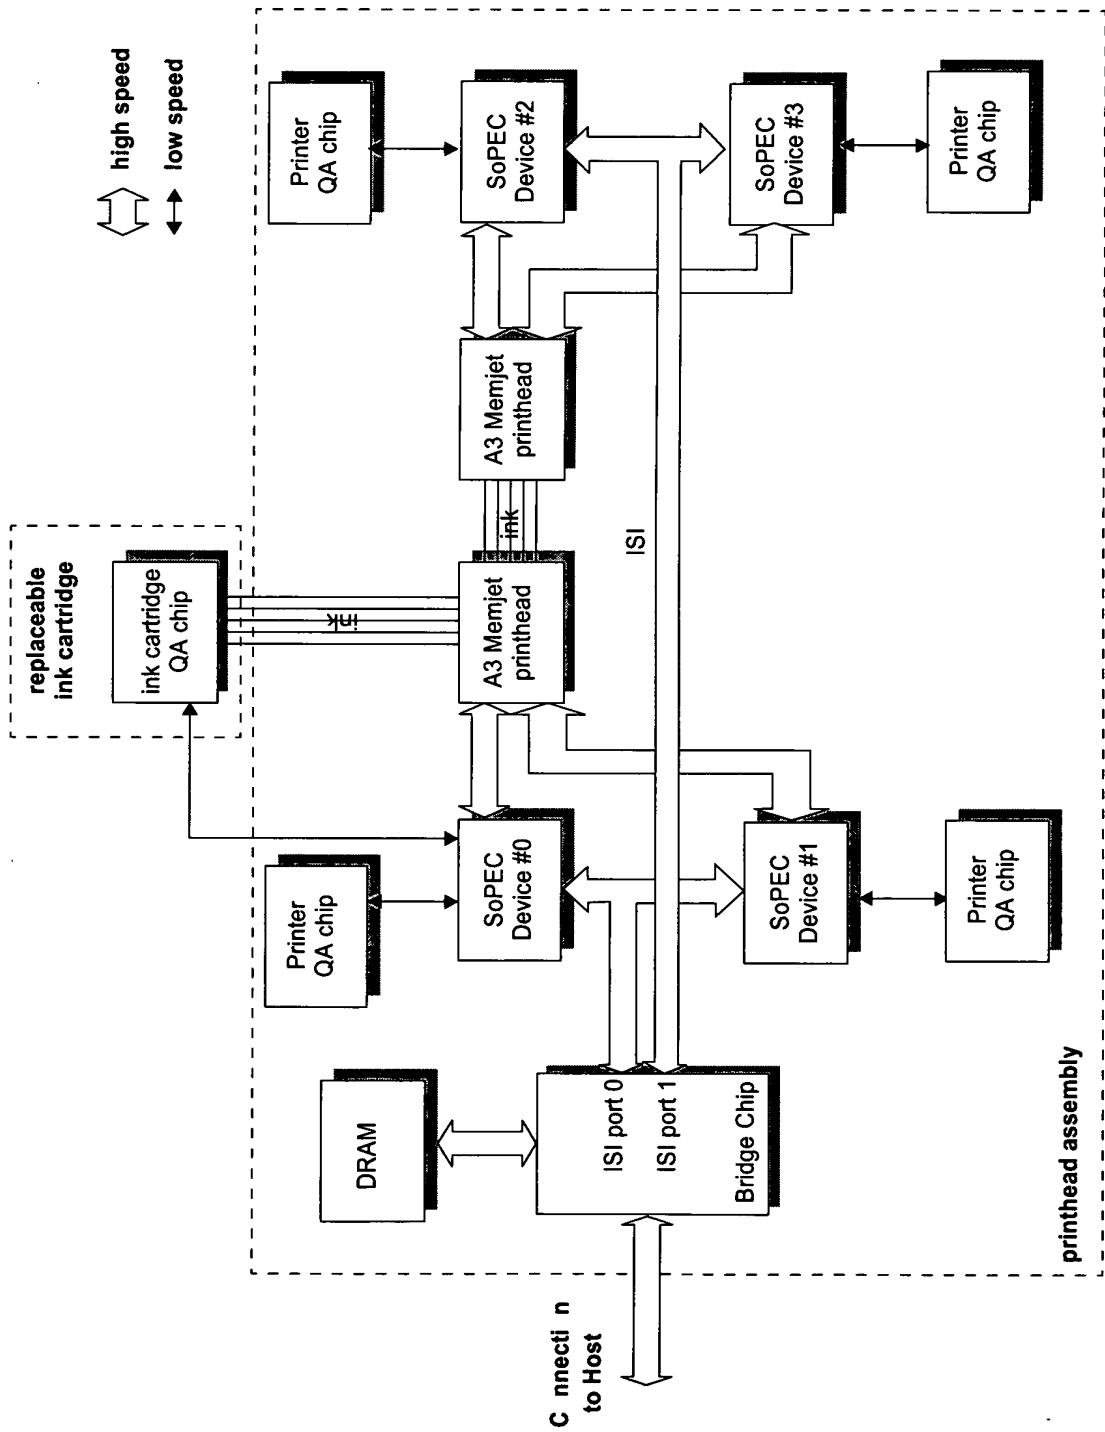 high speed
low speed
replaceable
ink cartridge
ink cartridge
QA chip
ink
Printer
QA chip
Printer
QA chip
DRAM
SoPEC
Device #0
A3 Memjet
printhead
ink
A3 Memjet
printhead
SoPEC
Device #2
C nnecti n
to Host
ISI port 0
ISI port 1
Bridge Chip
ISI
SoPEC
Device #1
SoPEC
Device #3
Printer
QA chip
Printer
QA chip
printhead assembly